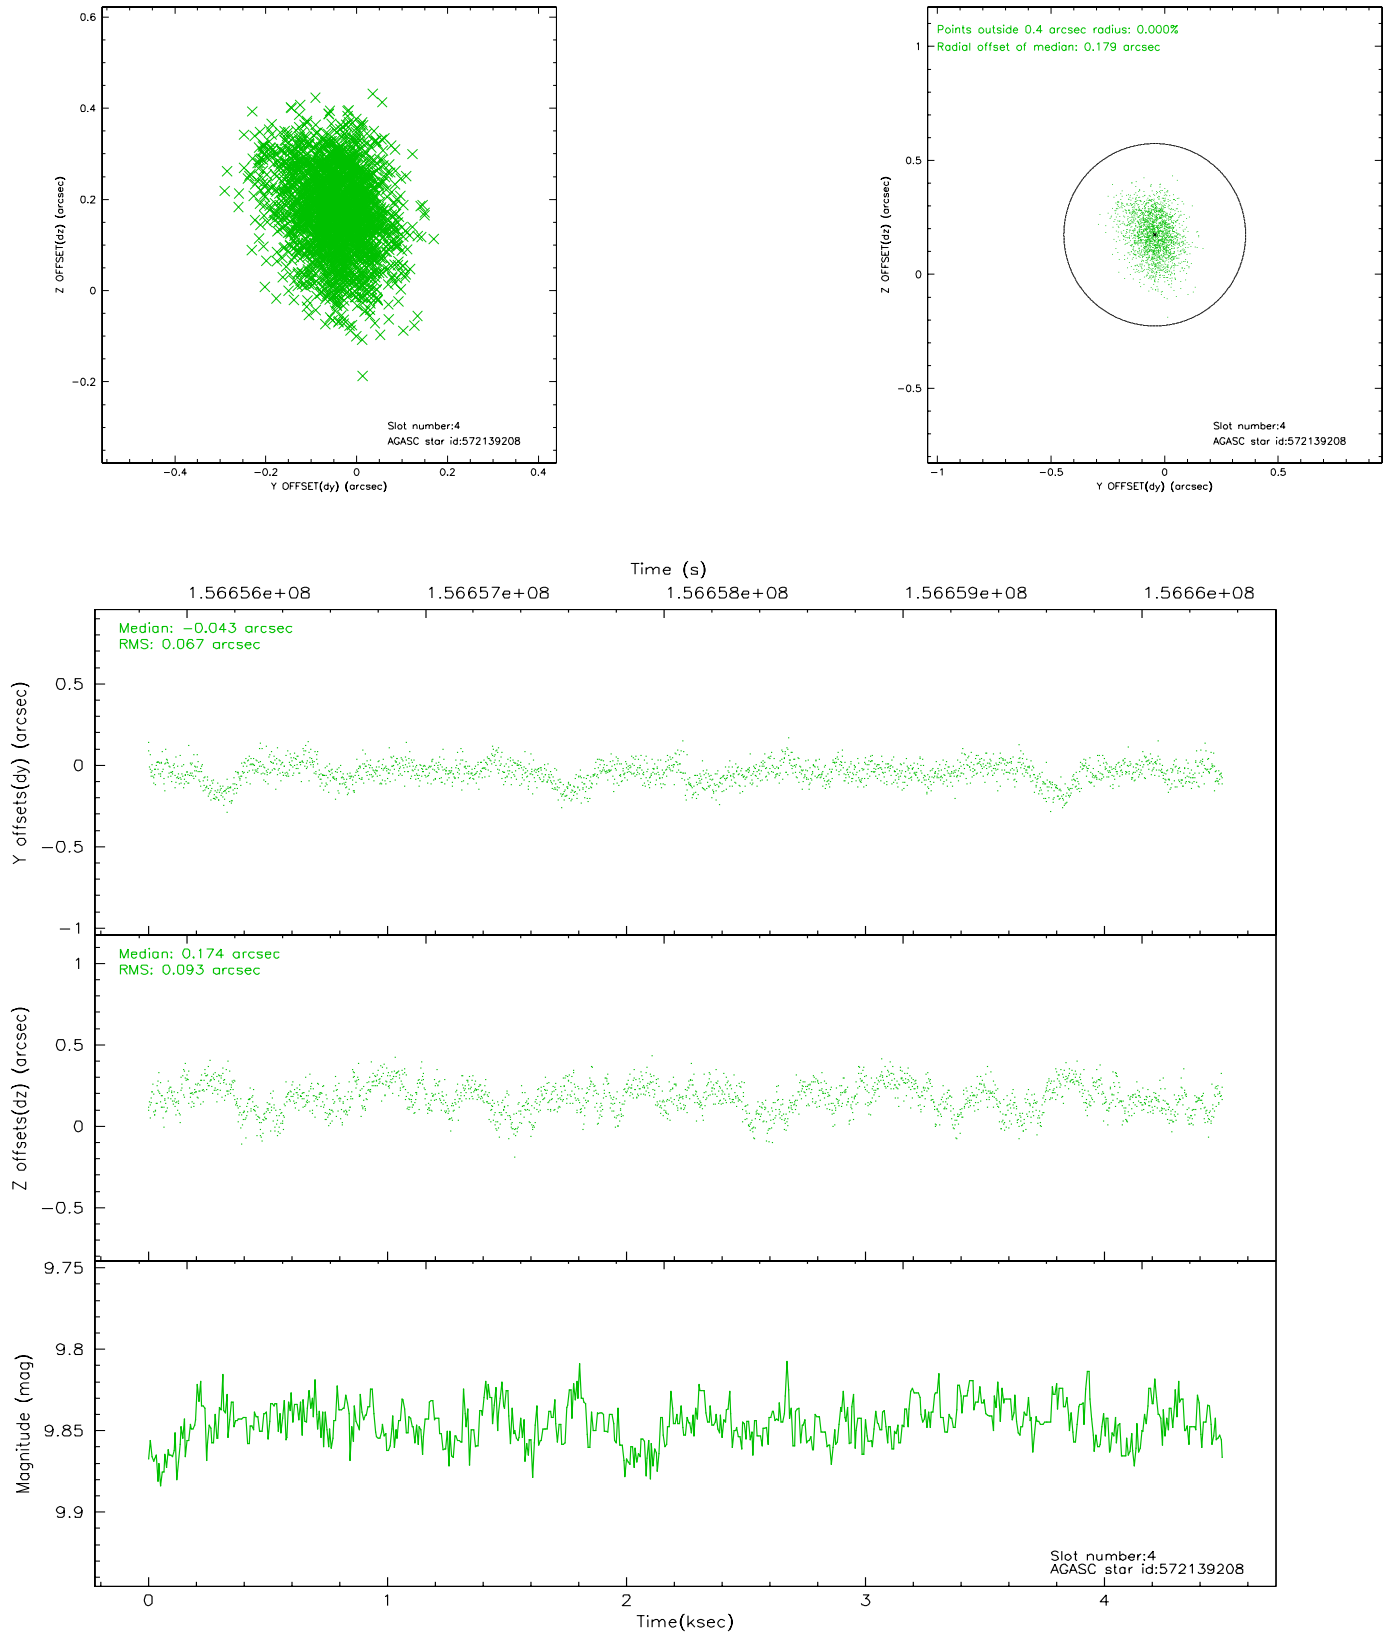 0.6
0.4
0.2
0
−0.2
Z OFFSET(dz) (arcsec)
Slot number:4
AGASC star id:572139208
−0.4 −0.2 0 0.2 0.4
Y OFFSET(dy) (arcsec)
Points outside 0.4 arcsec radius: 0.000%
Radial offset of median: 0.179 arcsec
1
0.5
0
−0.5
Z OFFSET(dz) (arcsec)
Slot number:4
AGASC star id:572139208
−1 −0.5 0 0.5
Y OFFSET(dy) (arcsec)
Time (s)
1.56656e+08 1.56657e+08 1.56658e+08 1.56659e+08 1.5666e+08
Median: −0.043 arcsec
RMS: 0.067 arcsec
0.5
0
−0.5
−1
Y offsets(dy) (arcsec)
Median: 0.174 arcsec
RMS: 0.093 arcsec
1
0.5
0
−0.5
Z offsets(dz) (arcsec)
9.75
9.8
9.85
9.9
Magnitude (mag)
Slot number:4
AGASC star id:572139208
0 1 2 3 4
Time(ksec)